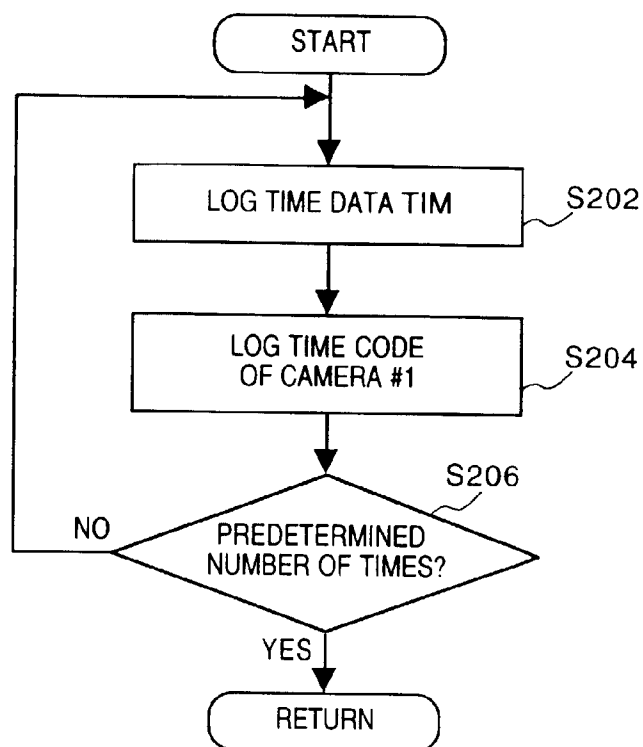 START
LOG TIME DATA TIM
S202
LOG TIME CODE
OF CAMERA #1
S204
S206
PREDETERMINED
NUMBER OF TIMES?
NO
YES
RETURN